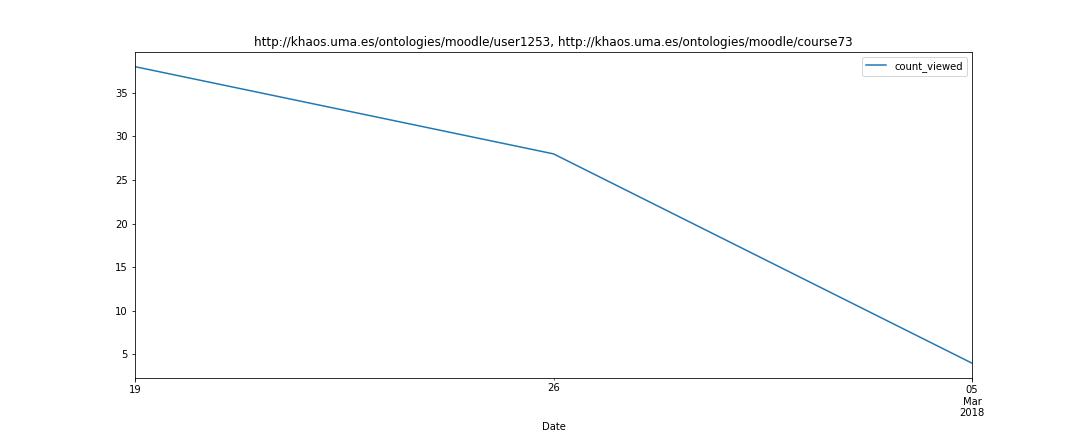 http://khaos.uma.es/ontologies/moodle/user1253, http://khaos.uma.es/ontologies/moodle/course73
count_viewed
35
30
25
20
15
10
5
19
26
05
Mar
2018
Date